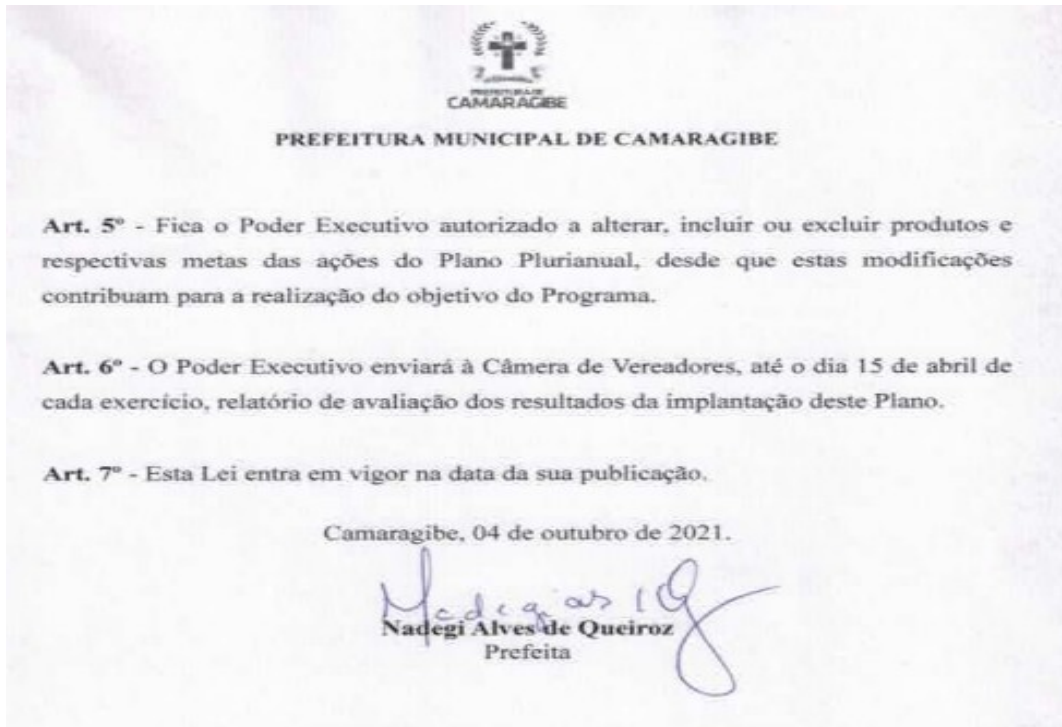 PREFEITURA DE
CAMARAGIBE
PREFEITURA MUNICIPAL DE CAMARAGIBE
Art. 5º - Fica o Poder Executivo autorizado a alterar, incluir ou excluir produtos e
respectivas metas das ações do Plano Plurianual, desde que estas modificações
contribuam para a realização do objetivo do Programa.
Art. 6º - O Poder Executivo enviará à Câmera de Vereadores, até o dia 15 de abril de
cada exercício, relatório de avaliação dos resultados da implantação deste Plano.
Art. 7º - Esta Lei entra em vigor na data da sua publicação.
Camaragibe, 04 de outubro de 2021.
Nadegi Alves de Queiroz
Prefeita